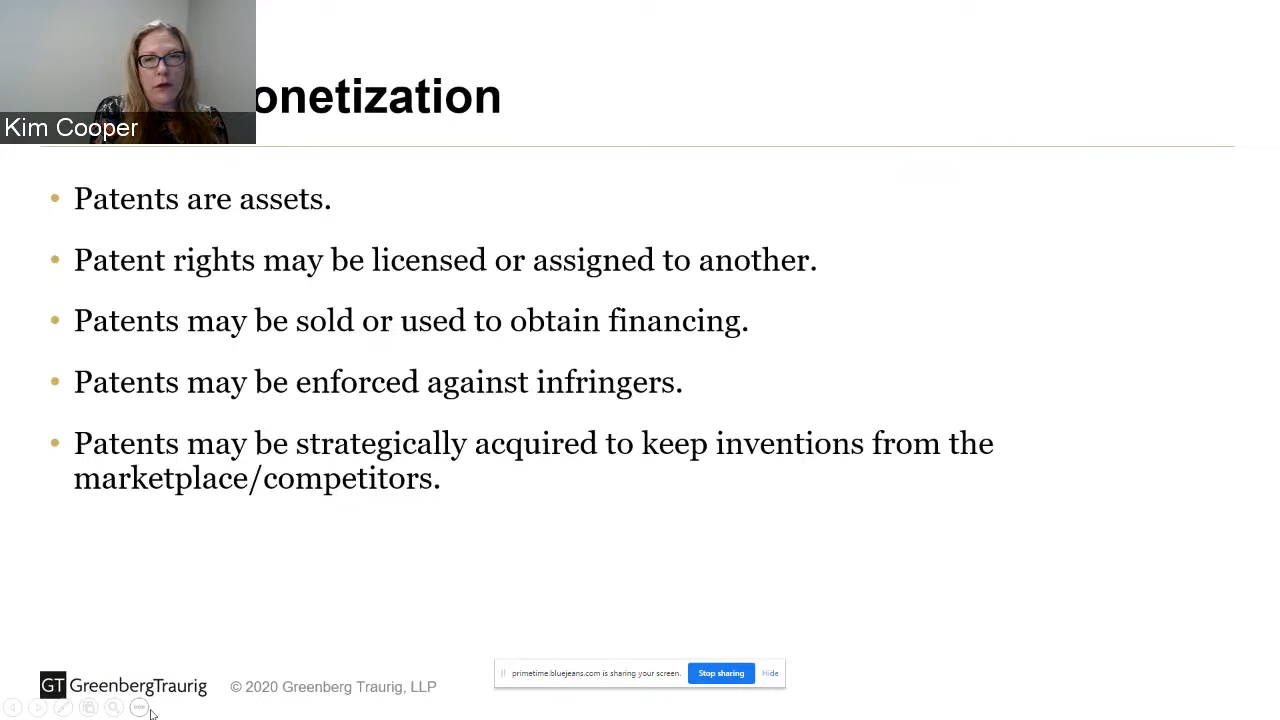 onetization
Kim Cooper
• Patents are assets.
• Patent rights may be licensed or assigned to another.
• Patents may be sold or used to obtain financing.
• Patents may be enforced against infringers.
• Patents may be strategically acquired to keep inventions from the
marketplace/competitors.
primetime.bluejeans.com is sharing your screen. Stop sharing Hide
GT GreenbergTraurig © 2020 Greenberg Traurig, LLP